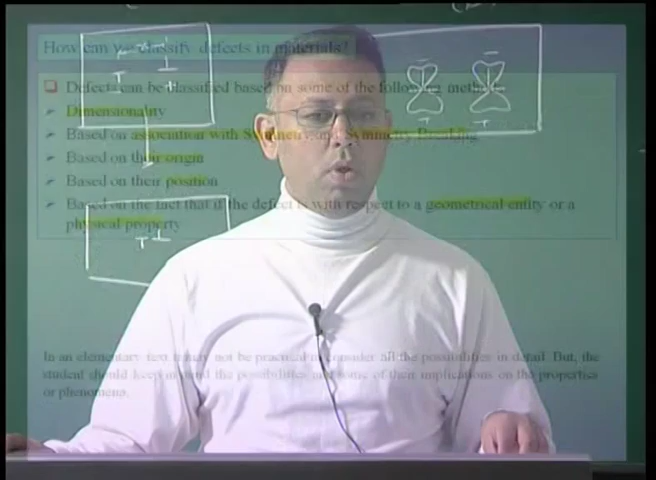 How can we classify defects in materials?
Defects can be classified based on some of the following methods
Dimensionality
Based on association with Symmetry and Symmetry Breaking
Based on their origin
Based on their position
Based on the fact that if the defect is with respect to a geometrical entity or a
physical property
In an elementary text it may not be practical to consider all the possibilities in detail. But, the
student should keep in mind the possibilities and some of their implications on the properties
or phenomena.